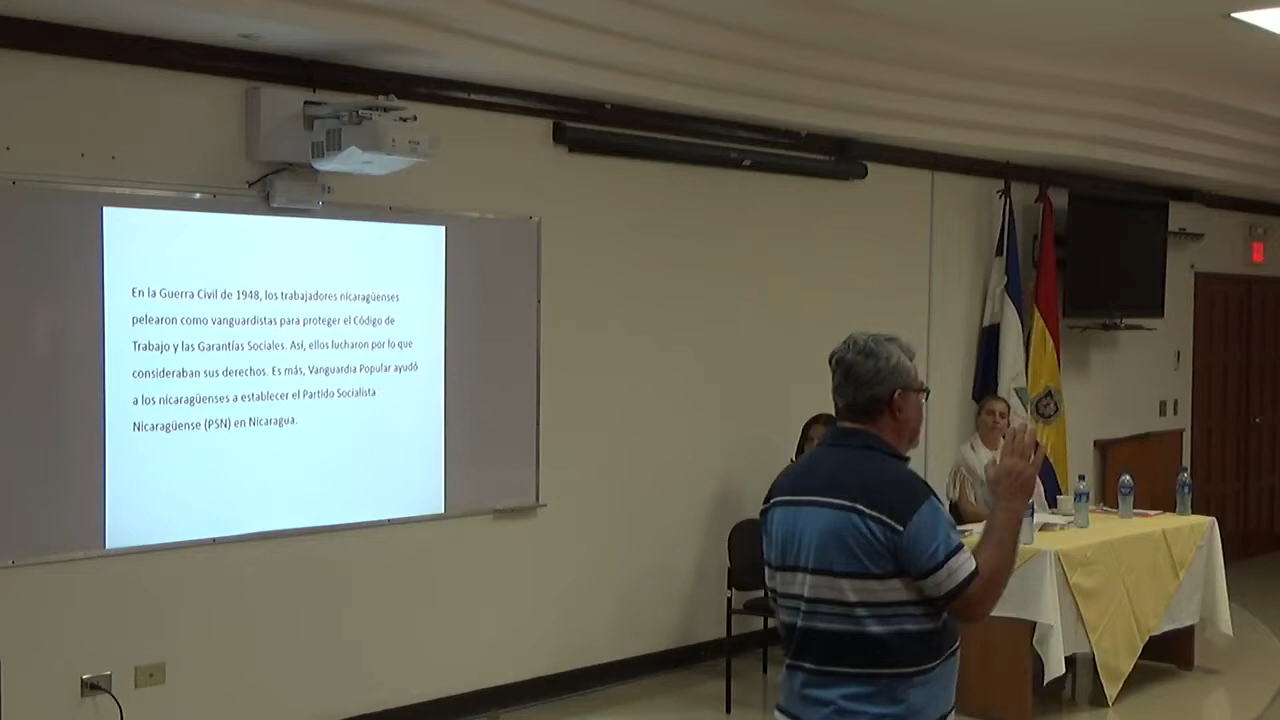 En la Guerra Civil de 1948, los trabajadores nicaragüenses
pelearon como vanguardistas para proteger el Código de
Trabajo y las Garantías Sociales. Así, ellos lucharon por lo que
consideraban sus derechos. Es más, Vanguardia Popular ayudó
a los nicaragüenses a establecer el Partido Socialista
Nicaragüense (PSN) en Nicaragua.